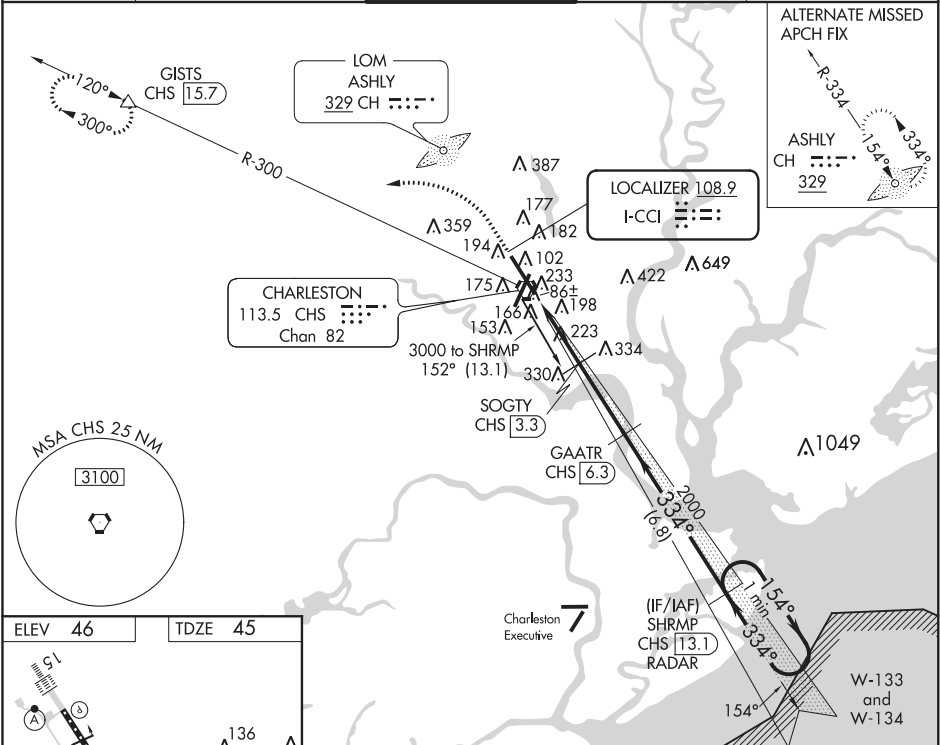 ALTERNATE MISSED
APCH FIX
R-334
334°
154°
ASHLY
CH
329
LOM
ASHLY
329 CH
GISTS
CHS 15.7
120°
300°
R-300
387
LOCALIZER 108.9
I-CCI
177
182
359
194
102
649
422
233
175
86±
198
166
153
223
334
330
CHARLESTON
113.5 CHS
Chan 82
3000 to SHRMP
152° (13.1)
SOGTY
CHS 3.3
GAATR
CHS 6.3
1049
MSA CHS 25 NM
3100
2000
334°
(6.8)
154°
1 min
334°
(IF/IAF)
SHRMP
CHS 13.1
RADAR
Charleston
Executive
154°
W-133
and
W-134
ELEV 46
TDZE 45
15
A
P
136